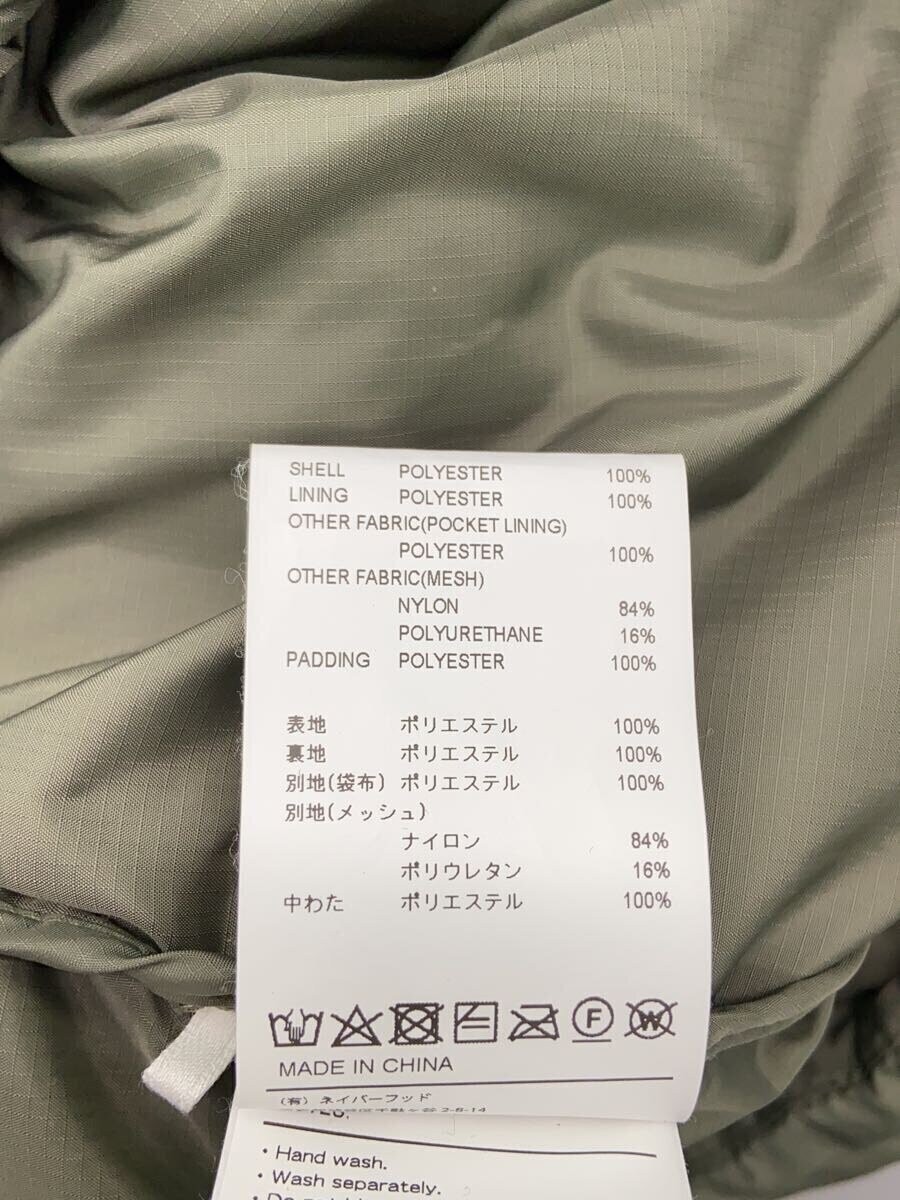 SHELL POLYESTER 100%
LINING POLYESTER 100%
OTHER FABRIC(POCKET LINING)
POLYESTER 100%
OTHER FABRIC(MESH)
NYLON 84%
POLYURETHANE 16%
PADDING POLYESTER 100%
表地 ポリエステル 100%
裏地 ポリエステル 100%
別地(袋布) ポリエステル 100%
別地(メッシュ)
ナイロン 84%
ポリウレタン 16%
中わた ポリエステル 100%
F W
MADE IN CHINA
(有) ネイバーフッド
2-8-14
• Hand wash.
• Wash separately.